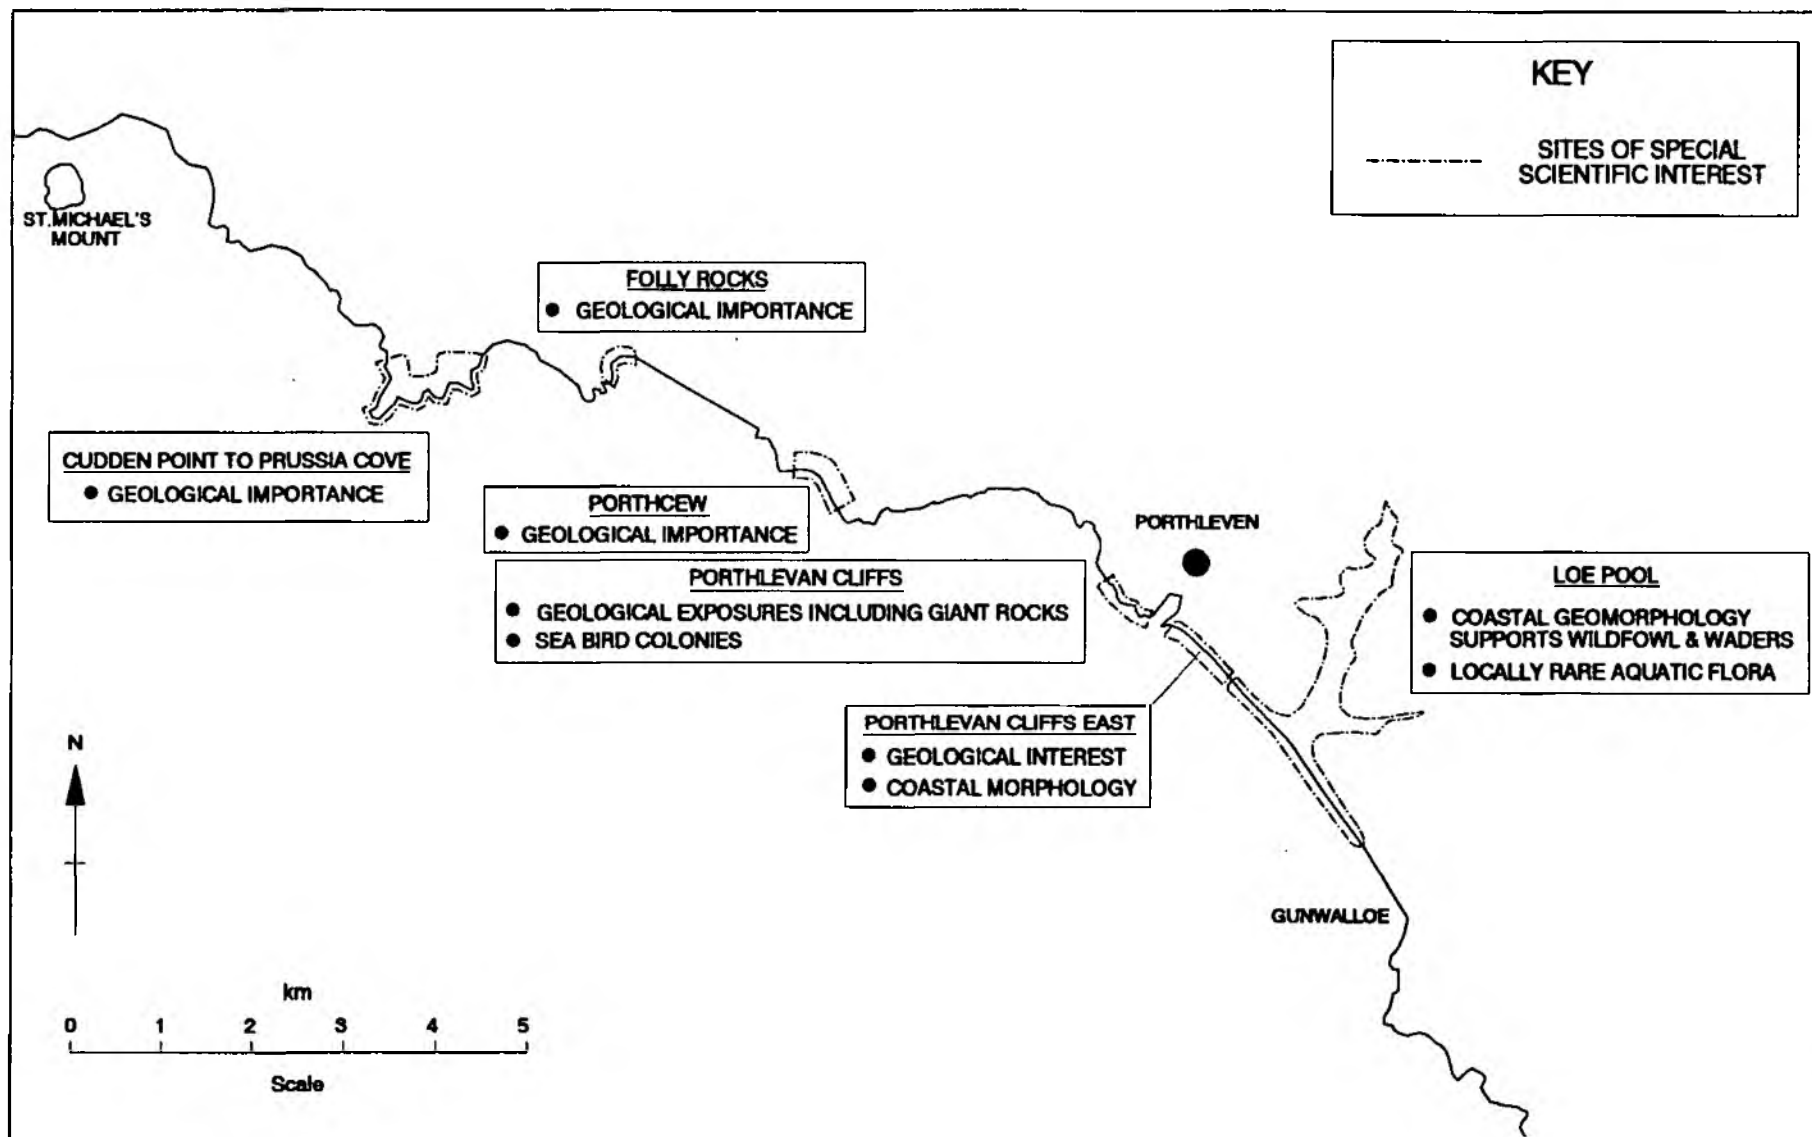 KEY
SITES OF SPECIAL
SCIENTIFIC INTEREST
ST.MICHAEL'S
MOUNT
FOLLY ROCKS
● GEOLOGICAL IMPORTANCE
CUDDEN POINT TO PRUSSIA COVE
● GEOLOGICAL IMPORTANCE
PORTHCEW
● GEOLOGICAL IMPORTANCE
PORTHLEVAN CLIFFS
● GEOLOGICAL EXPOSURES INCLUDING GIANT ROCKS
● SEA BIRD COLONIES
PORTHLEVEN
LOE POOL
● COASTAL GEOMORPHOLOGY
SUPPORTS WILDFOWL & WADERS
● LOCALLY RARE AQUATIC FLORA
PORTHLEVAN CLIFFS EAST
● GEOLOGICAL INTEREST
● COASTAL MORPHOLOGY
N
GUNWALLOE
km
0 1 2 3 4 5
Scale